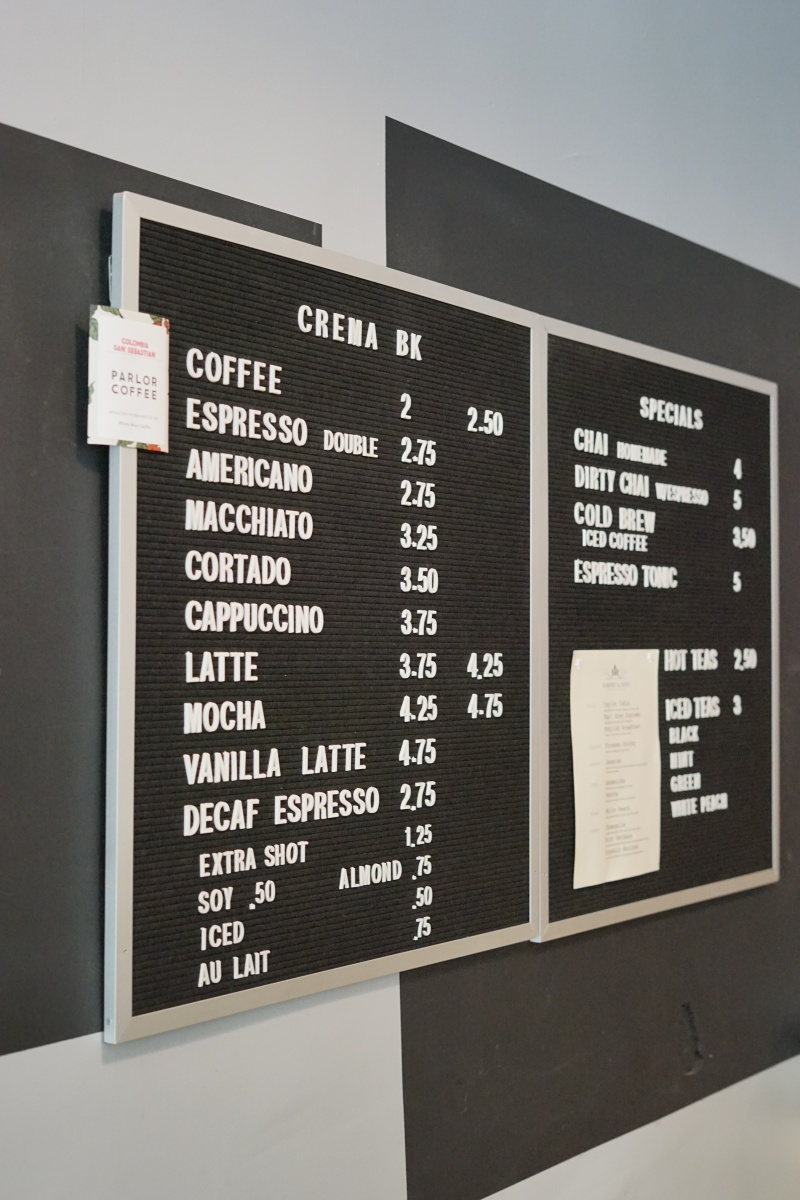 COLOMBIA
SAN SEBASTIAN
PARLOR
COFFEE
CREMA BK
COFFEE 2 2.50
ESPRESSO DOUBLE 2.75
AMERICANO 2.75
MACCHIATO 3.25
CORTADO 3.50
CAPPUCCINO 3.75
LATTE 3.75 4.25
MOCHA 4.25 4.75
VANILLA LATTE 4.75
DECAF ESPRESSO 2.75
EXTRA SHOT 1.25
SOY .50 ALMOND .75
ICED .50
AU LAIT .75
SPECIALS
CHAI HOMEMADE 4
DIRTY CHAI W/ESPRESSO 5
COLD BREW
ICED COFFEE 3.50
ESPRESSO TONIC 5
HOT TEAS 2.50
ICED TEAS 3
BLACK
MINT
GREEN
WHITE PEACH